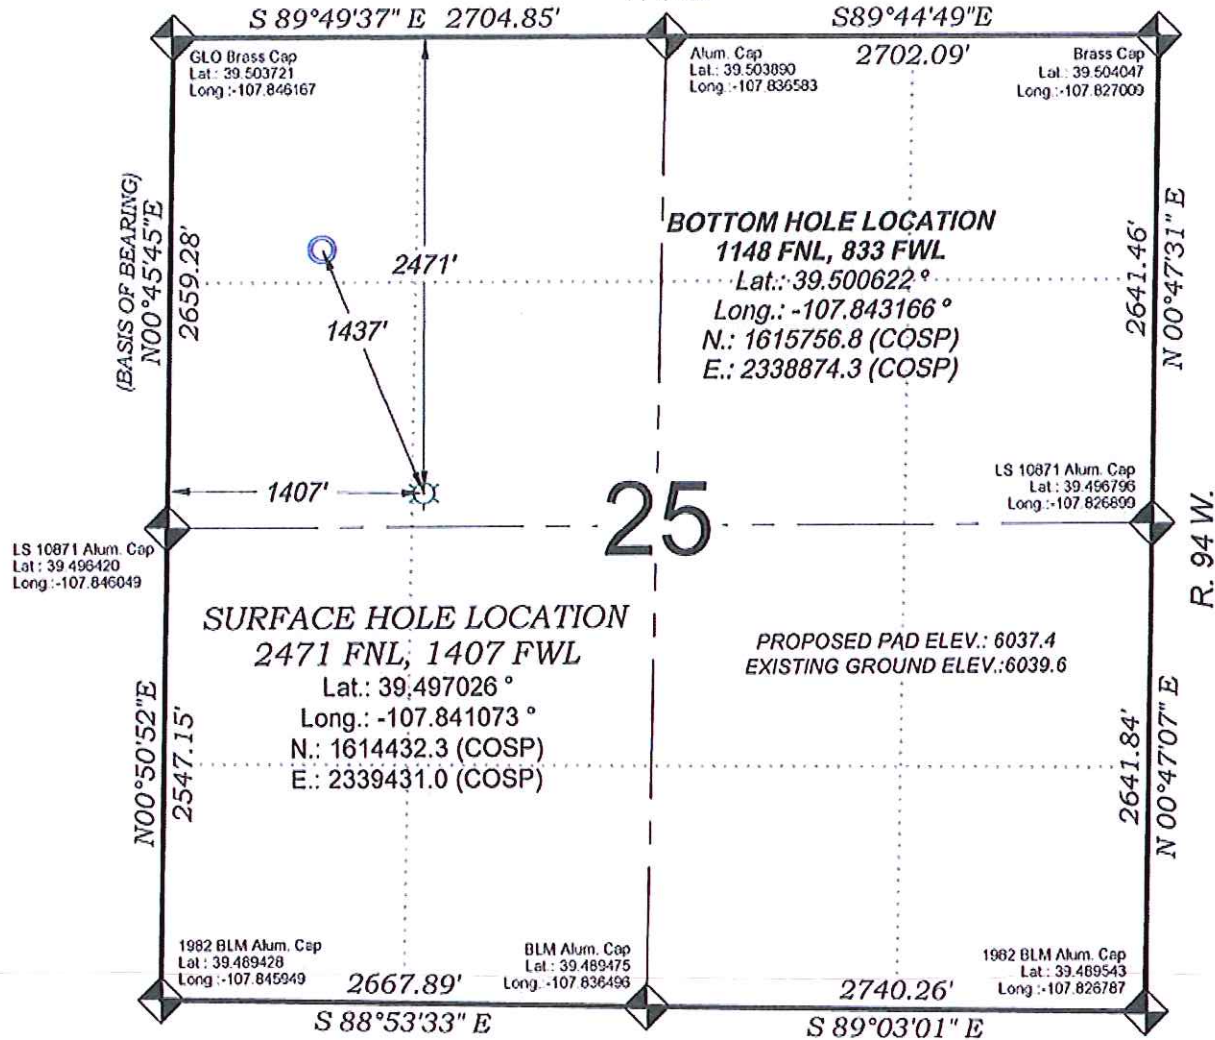 S 89°49'37" E 2704.85'
S89°44'49"E
2702.09'
GLO Brass Cap
Lat.: 39.503721
Long.:-107.846167
Alum. Cap
Lat.: 39.503890
Long.:-107.836583
Brass Cap
Lat.: 39.504047
Long.:-107.827009
(BASIS OF BEARING)
N00°45'45"E
2659.28'
2471'
1437'
1407'
BOTTOM HOLE LOCATION
1148 FNL, 833 FWL
Lat.: 39.500622 °
Long.: -107.843166 °
N.: 1615756.8 (COSP)
E.: 2338874.3 (COSP)
2641.46'
N 00°47'31" E
LS 10871 Alum. Cap
Lat.: 39.496796
Long.:-107.826899
25
R. 94 W.
LS 10871 Alum. Cap
Lat.: 39.496420
Long.:-107.846049
SURFACE HOLE LOCATION
2471 FNL, 1407 FWL
Lat.: 39.497026 °
Long.: -107.841073 °
N.: 1614432.3 (COSP)
E.: 2339431.0 (COSP)
PROPOSED PAD ELEV.: 6037.4
EXISTING GROUND ELEV.:6039.6
N00°50'52"E
2547.15'
2641.84'
N 00°47'07" E
1982 BLM Alum. Cap
Lat.: 39.489428
Long.:-107.845949
BLM Alum. Cap
Lat.: 39.489475
Long.:-107.836496
1982 BLM Alum. Cap
Lat.: 39.489543
Long.:-107.826787
2667.89'
S 88°53'33" E
2740.26'
S 89°03'01" E